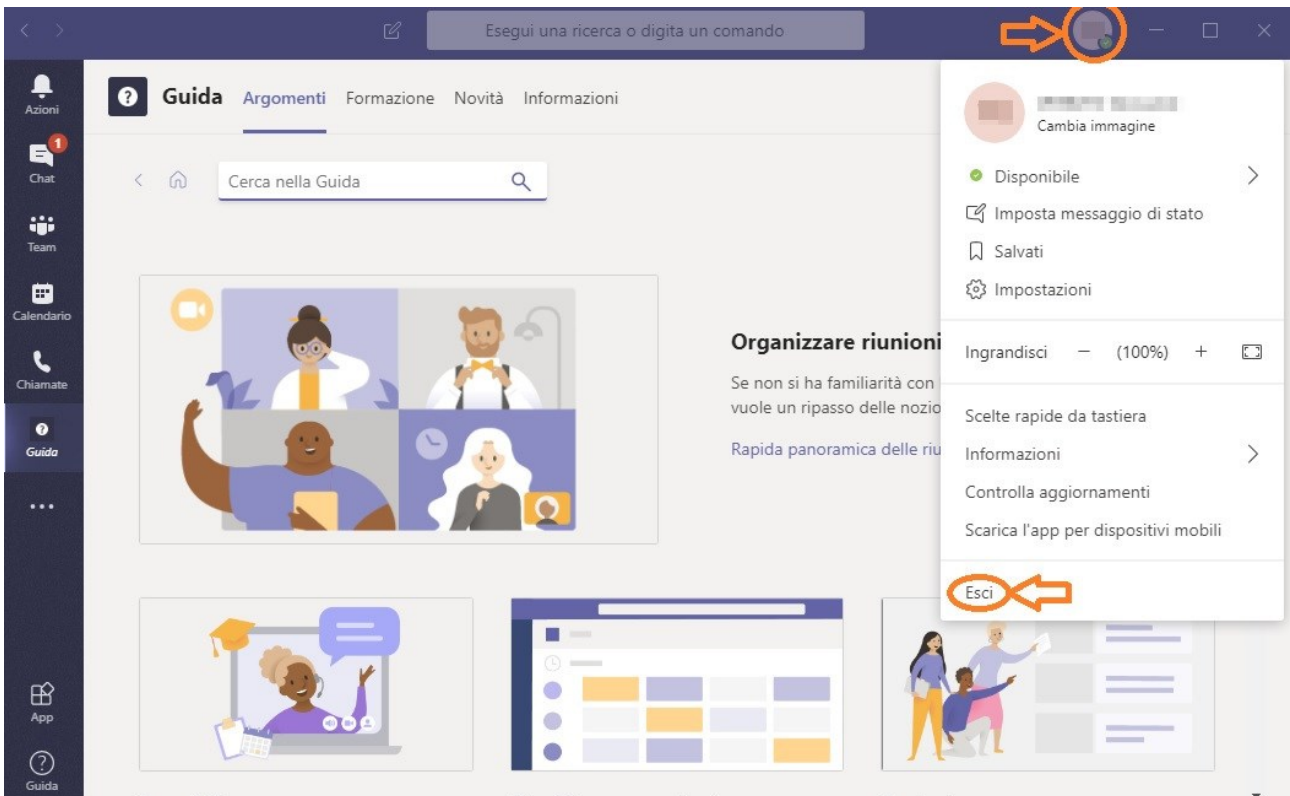 Esegui una ricerca o digita un comando
Azioni
1
Chat
Team
Calendario
Chiamate
Guida
App
Guida
Guida Argomenti Formazione Novità Informazioni
Cerca nella Guida
Organizzare riunioni
Se non si ha familiarità con
vuole un ripasso delle nozio
Rapida panoramica delle riu
Cambia immagine
Disponibile
Imposta messaggio di stato
Salvati
Impostazioni
Ingrandisci − (100%) +
Scelte rapide da tastiera
Informazioni
Controlla aggiornamenti
Scarica l'app per dispositivi mobili
Esci